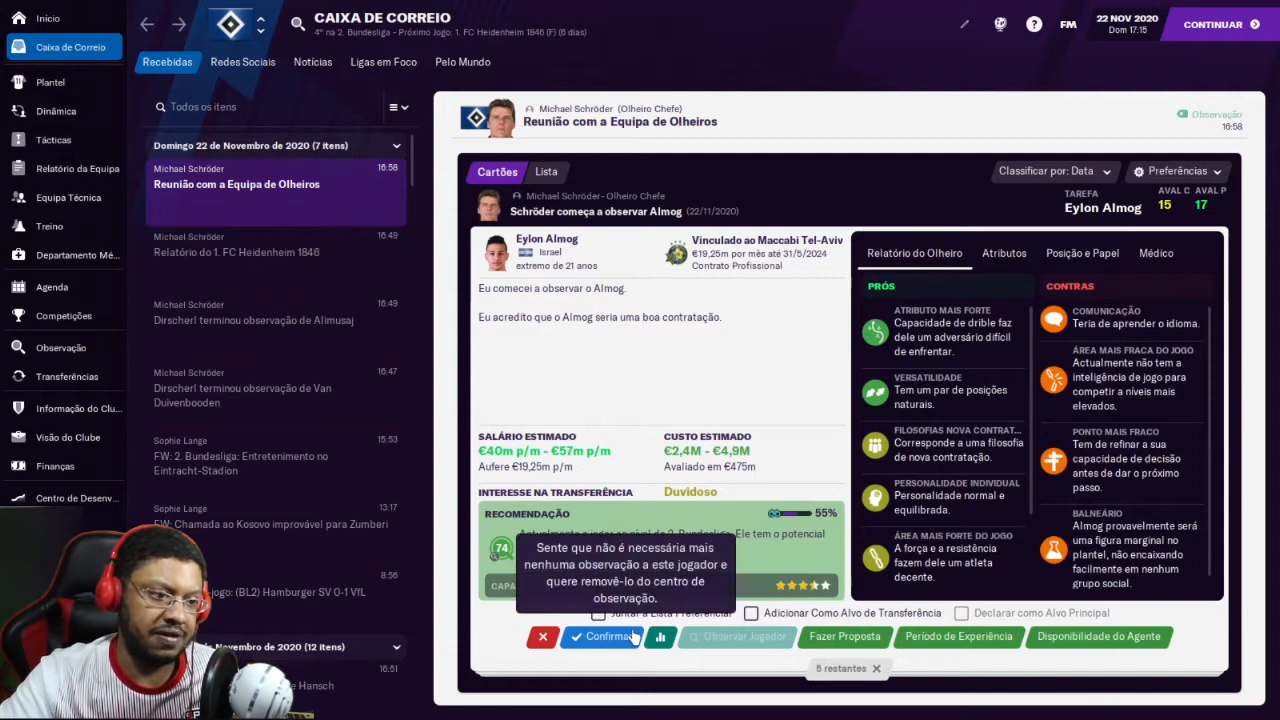 Início
Caixa de Correio
Plantel
Dinâmica
Tácticas
Relatório da Equipa
Equipa Técnica
Treino
Departamento Mé...
Agenda
Competições
Observação
Transferências
Informação do Clu...
Visão do Clube
Finanças
Centro de Desenv...
CAIXA DE CORREIO
4º na 2. Bundesliga - Próximo Jogo: 1. FC Heidenheim 1846 (F) (6 dias)
?
FM
22 NOV 2020
Dom 17:15
CONTINUAR
Recebidas
Redes Sociais
Notícias
Ligas em Foco
Pelo Mundo
Todos os itens
Domingo 22 de Novembro de 2020 (7 itens)
Michael Schröder 16:58
Reunião com a Equipa de Olheiros
Michael Schröder 16:49
Relatório do 1. FC Heidenheim 1846
Michael Schröder 16:49
Dirscherl terminou observação de Alimusaj
Michael Schröder 16:47
Dirscherl terminou observação de Van
Duivenbooden
Sophie Lange 15:53
FW: 2. Bundesliga: Entretenimento no
Eintracht-Stadion
Sophie Lange 13:17
FW: Chamada ao Kosovo improvável para Zumberi
8:56
jogo: (BL2) Hamburger SV 0-1 VfL
de Novembro de 2020 (12 itens)
16:51
Hansch
Michael Schröder (Olheiro Chefe)
Reunião com a Equipa de Olheiros
Observação
16:58
Cartões
Lista
Classificar por: Data
Preferências
Michael Schröder - Olheiro Chefe
Schröder começa a observar Almog (22/11/2020)
TAREFA
Eylon Almog
AVAL C
15
AVAL P
17
Eylon Almog
Israel
extremo de 21 anos
Vinculado ao Maccabi Tel-Aviv
€19,25m por mês até 31/5/2024
Contrato Profissional
Eu comecei a observar o Almog.
Eu acredito que o Almog seria uma boa contratação.
SALÁRIO ESTIMADO
€40m p/m - €57m p/m
Aufere €19,25m p/m
CUSTO ESTIMADO
€2,4M - €4,9M
Avaliado em €475m
INTERESSE NA TRANSFERÊNCIA
Duvidoso
RECOMENDAÇÃO
55%
74
Ele tem o potencial
CAPA
Sente que não é necessária mais
nenhuma observação a este jogador e
quere removê-lo do centro de
observação.
Relatório do Olheiro
Atributos
Posição e Papel
Médico
PRÓS
ATRIBUTO MAIS FORTE
Capacidade de drible faz
dele um adversário difícil
de enfrentar.
VERSATILIDADE
Tem um par de posições
naturais.
FILOSOFIAS NOVA CONTRAT...
Corresponde a uma filosofia
de nova contratação.
PERSONALIDADE INDIVIDUAL
Personalidade normal e
equilibrada.
ÁREA MAIS FORTE DO JOGO
A força e a resistência
fazem dele um atleta
decente.
CONTRAS
COMUNICAÇÃO
Teria de aprender o idioma.
ÁREA MAIS FRACA DO JOGO
Actualmente não tem a
inteligência de jogo para
competir a níveis mais
elevados.
PONTO MAIS FRACO
Tem de refinar a sua
capacidade de decisão
antes de dar o próximo
passo.
BALNEÁRIO
Almog provavelmente será
uma figura marginal no
plantel, não encaixando
facilmente em nenhum
grupo social.
Juntar à Lista Preferencial
Adicionar Como Alvo de Transferência
Declarar como Alvo Principal
Confirmar
Observar Jogador
Fazer Proposta
Período de Experiência
Disponibilidade do Agente
5 restantes